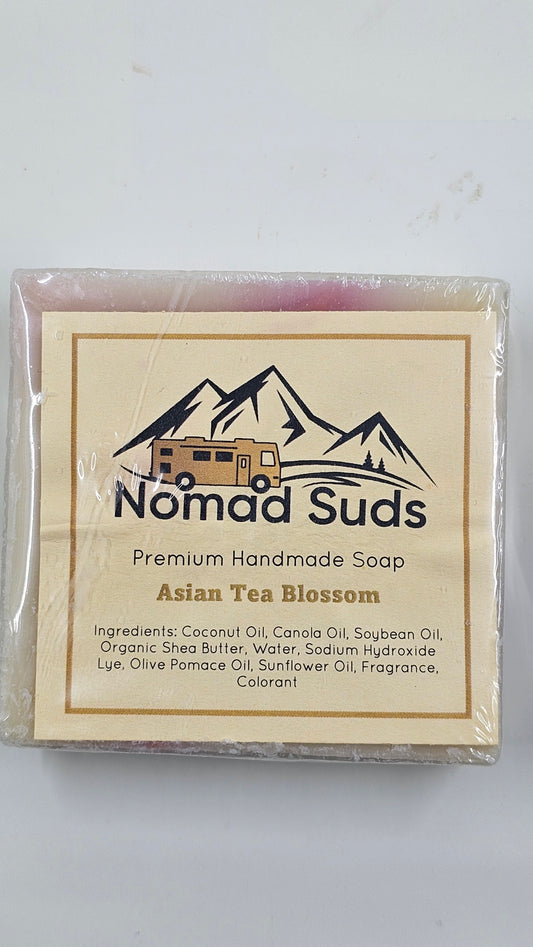 Nomad Suds
Premium Handmade Soap
Asian Tea Blossom
Ingredients: Coconut Oil, Canola Oil, Soybean Oil,
Organic Shea Butter, Water, Sodium Hydroxide
Lye, Olive Pomace Oil, Sunflower Oil, Fragrance,
Colorant